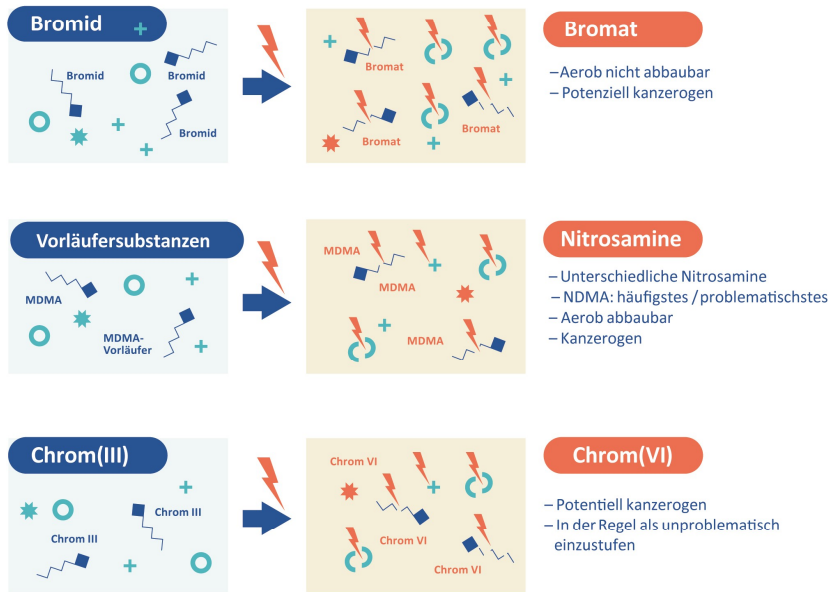 Bromid
Bromid
Bromid
Bromid
Bromat
Bromat
Bromat
Bromat
– Aerob nicht abbaubar
– Potenziell kanzerogen
Vorläufersubstanzen
MDMA
MDMA-
Vorläufer
MDMA
MDMA
MDMA
Nitrosamine
– Unterschiedliche Nitrosamine
– NDMA: häufigstes / problematischstes
– Aerob abbaubar
– Kanzerogen
Chrom(III)
Chrom III
Chrom III
Chrom VI
Chrom VI
Chrom VI
Chrom(VI)
– Potentiell kanzerogen
– In der Regel als unproblematisch
einzustufen